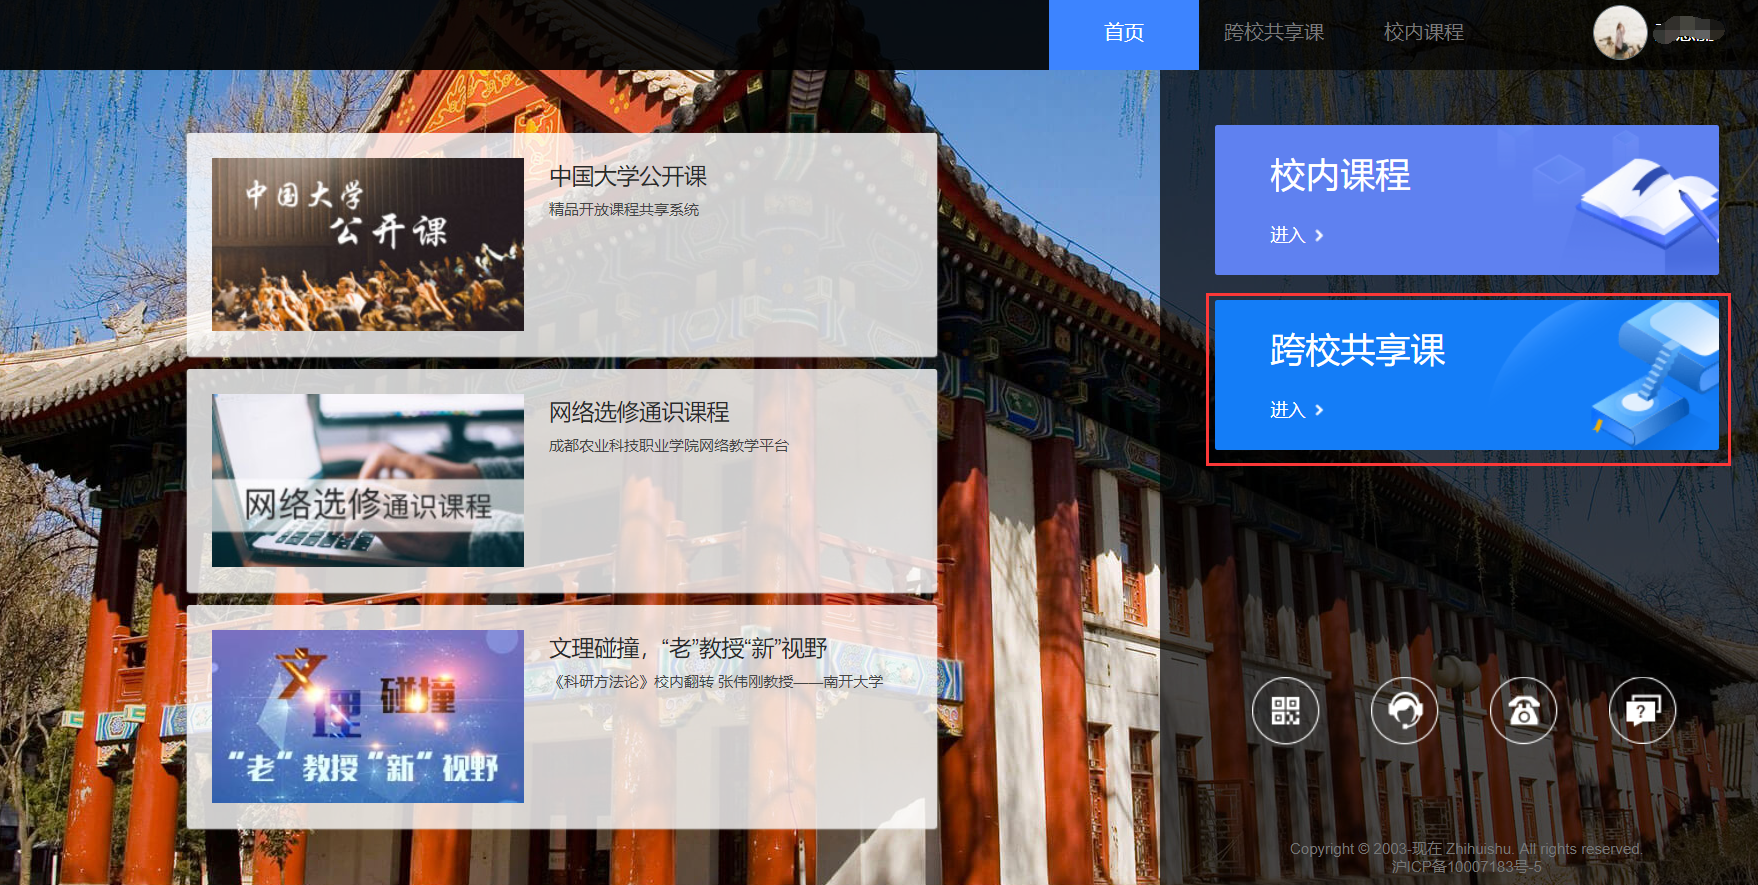 首页
跨校共享课
校内课程
中国大学
公开课
中国大学公开课
精品开放课程共享系统
网络选修通识课程
网络选修通识课程
成都农业科技职业学院网络教学平台
文理碰撞
“老”教授“新”视野
文理碰撞，“老”教授“新”视野
《科研方法论》校内翻转 张伟刚教授——南开大学
校内课程
进入 >
跨校共享课
进入 >
?
Copyright © 2003-现在 Zhihuishu. All rights reserved.
沪ICP备10007183号-5